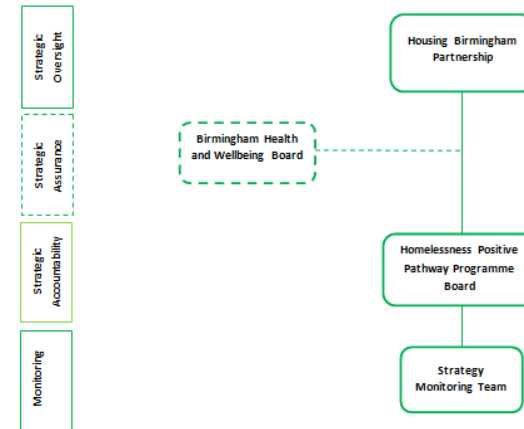 Strategic
Oversight
Housing Birmingham
Partnership
Strategic
Assurance
Birmingham Health
and Wellbeing Board
Strategic
Accountability
Homelessness Positive
Pathway Programme
Board
Monitoring
Strategy
Monitoring Team